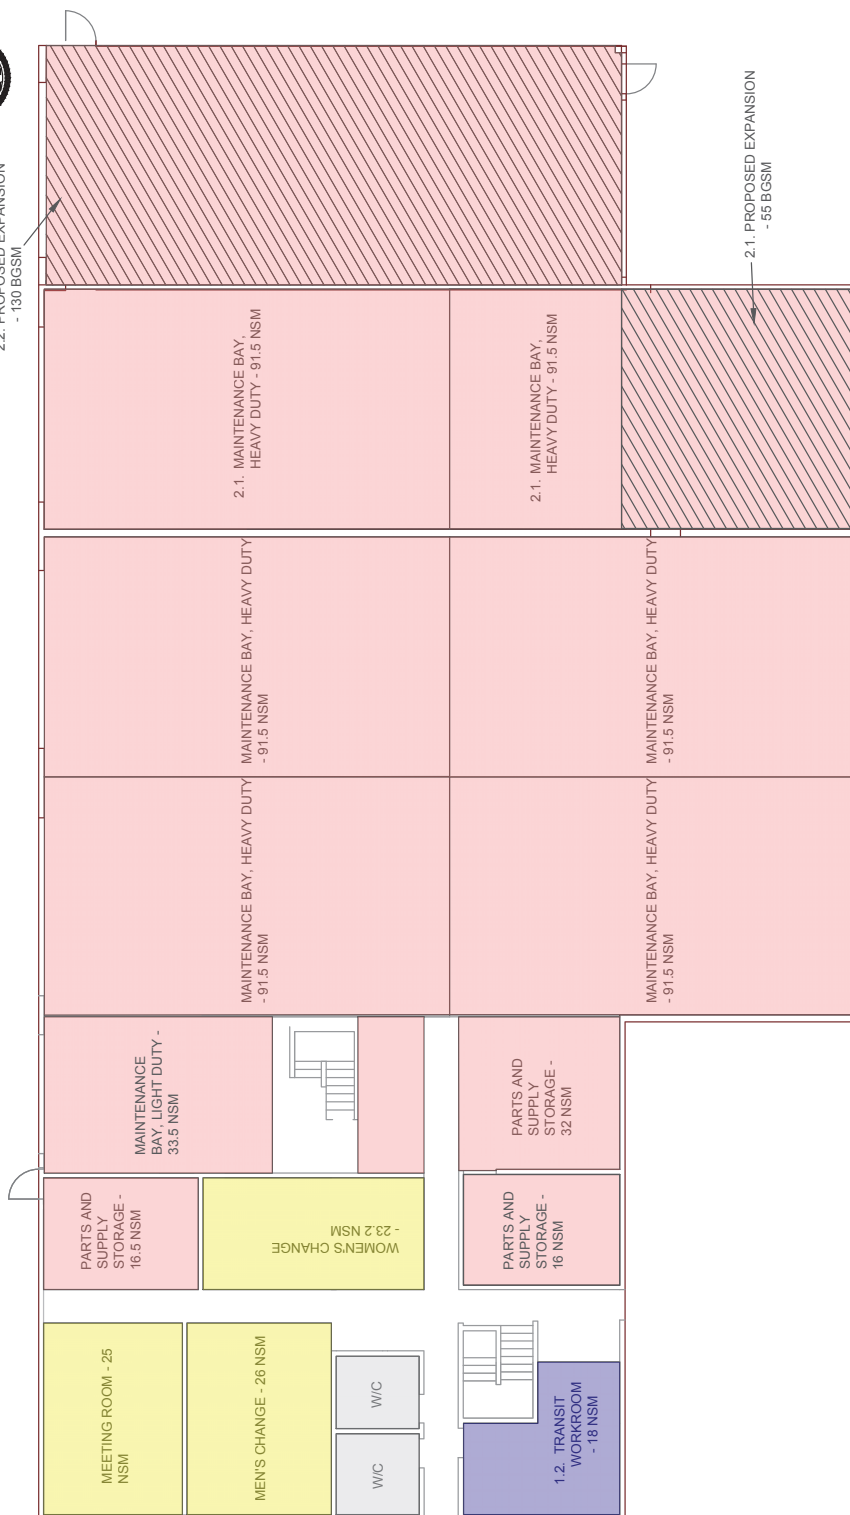 2.2. PROPOSED EXPANSION
- 130 BGSM
2.1. PROPOSED EXPANSION
- 55 BGSM
2.1. MAINTENANCE BAY,
HEAVY DUTY - 91.5 NSM
2.1. MAINTENANCE BAY,
HEAVY DUTY - 91.5 NSM
MAINTENANCE BAY, HEAVY DUTY
- 91.5 NSM
MAINTENANCE BAY, HEAVY DUTY
- 91.5 NSM
MAINTENANCE BAY, HEAVY DUTY
- 91.5 NSM
MAINTENANCE BAY, HEAVY DUTY
- 91.5 NSM
MAINTENANCE
BAY, LIGHT DUTY -
33.5 NSM
PARTS AND
SUPPLY
STORAGE -
32 NSM
PARTS AND
SUPPLY
STORAGE -
16.5 NSM
WOMEN'S CHANGE
- 23.2 NSM
PARTS AND
SUPPLY
STORAGE -
16 NSM
MEETING ROOM - 25
NSM
MEN'S CHANGE - 26 NSM
W/C
W/C
1.2. TRANSIT
WORKROOM
- 18 NSM